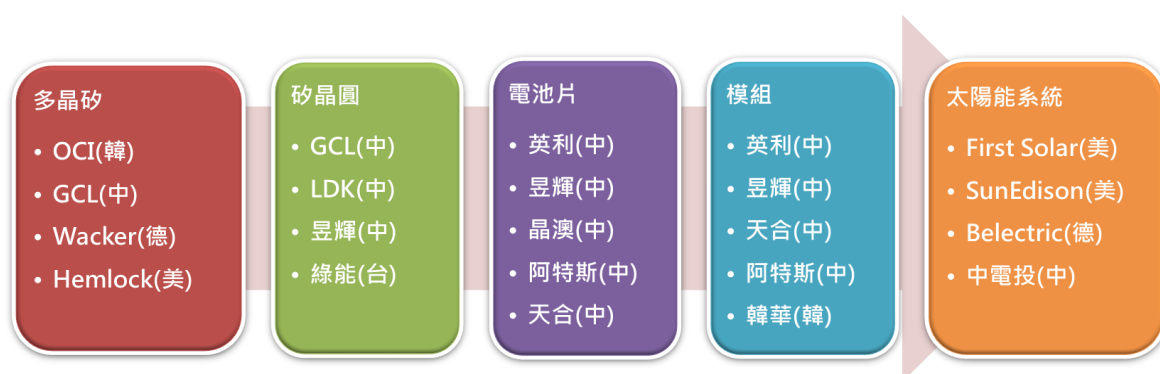 多晶矽
• OCI(韓)
• GCL(中)
• Wacker(德)
• Hemlock(美)
矽晶圓
• GCL(中)
• LDK(中)
• 昱輝(中)
• 綠能(台)
電池片
• 英利(中)
• 昱輝(中)
• 晶澳(中)
• 阿特斯(中)
• 天合(中)
模組
• 英利(中)
• 昱輝(中)
• 天合(中)
• 阿特斯(中)
• 韓華(韓)
太陽能系統
• First Solar(美)
• SunEdison(美)
• Belectric(德)
• 中電投(中)